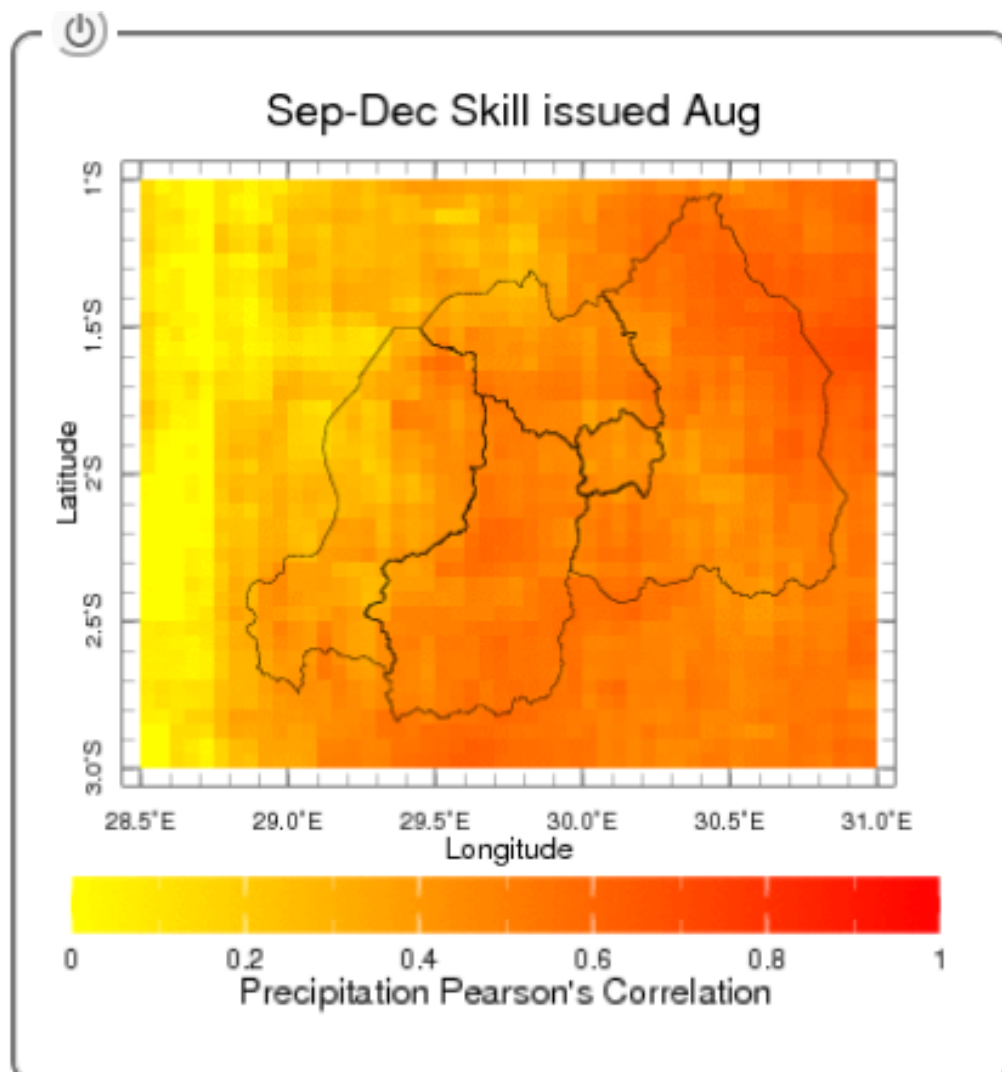 Sep-Dec Skill issued Aug
1°S
1.5°S
2°S
2.5°S
3.0°S
Latitude
28.5°E 29.0°E 29.5°E 30.0°E 30.5°E 31.0°E
Longitude
0 0.2 0.4 0.6 0.8 1
Precipitation Pearson's Correlation